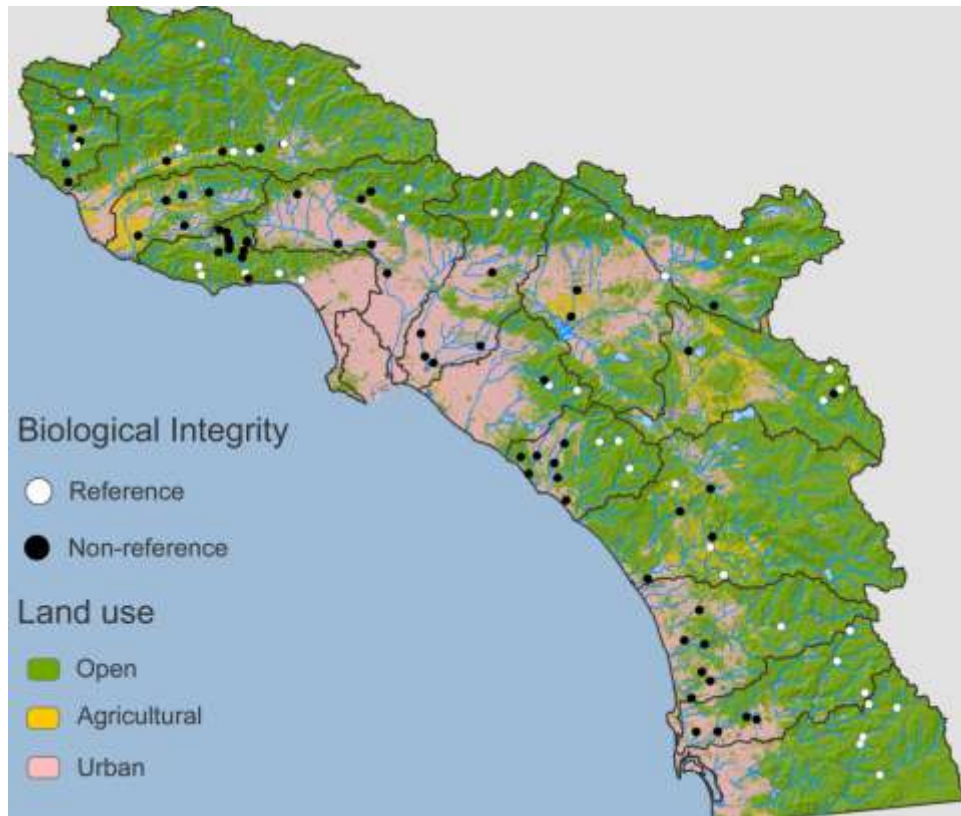 Biological Integrity
Reference
Non-reference
Land use
Open
Agricultural
Urban